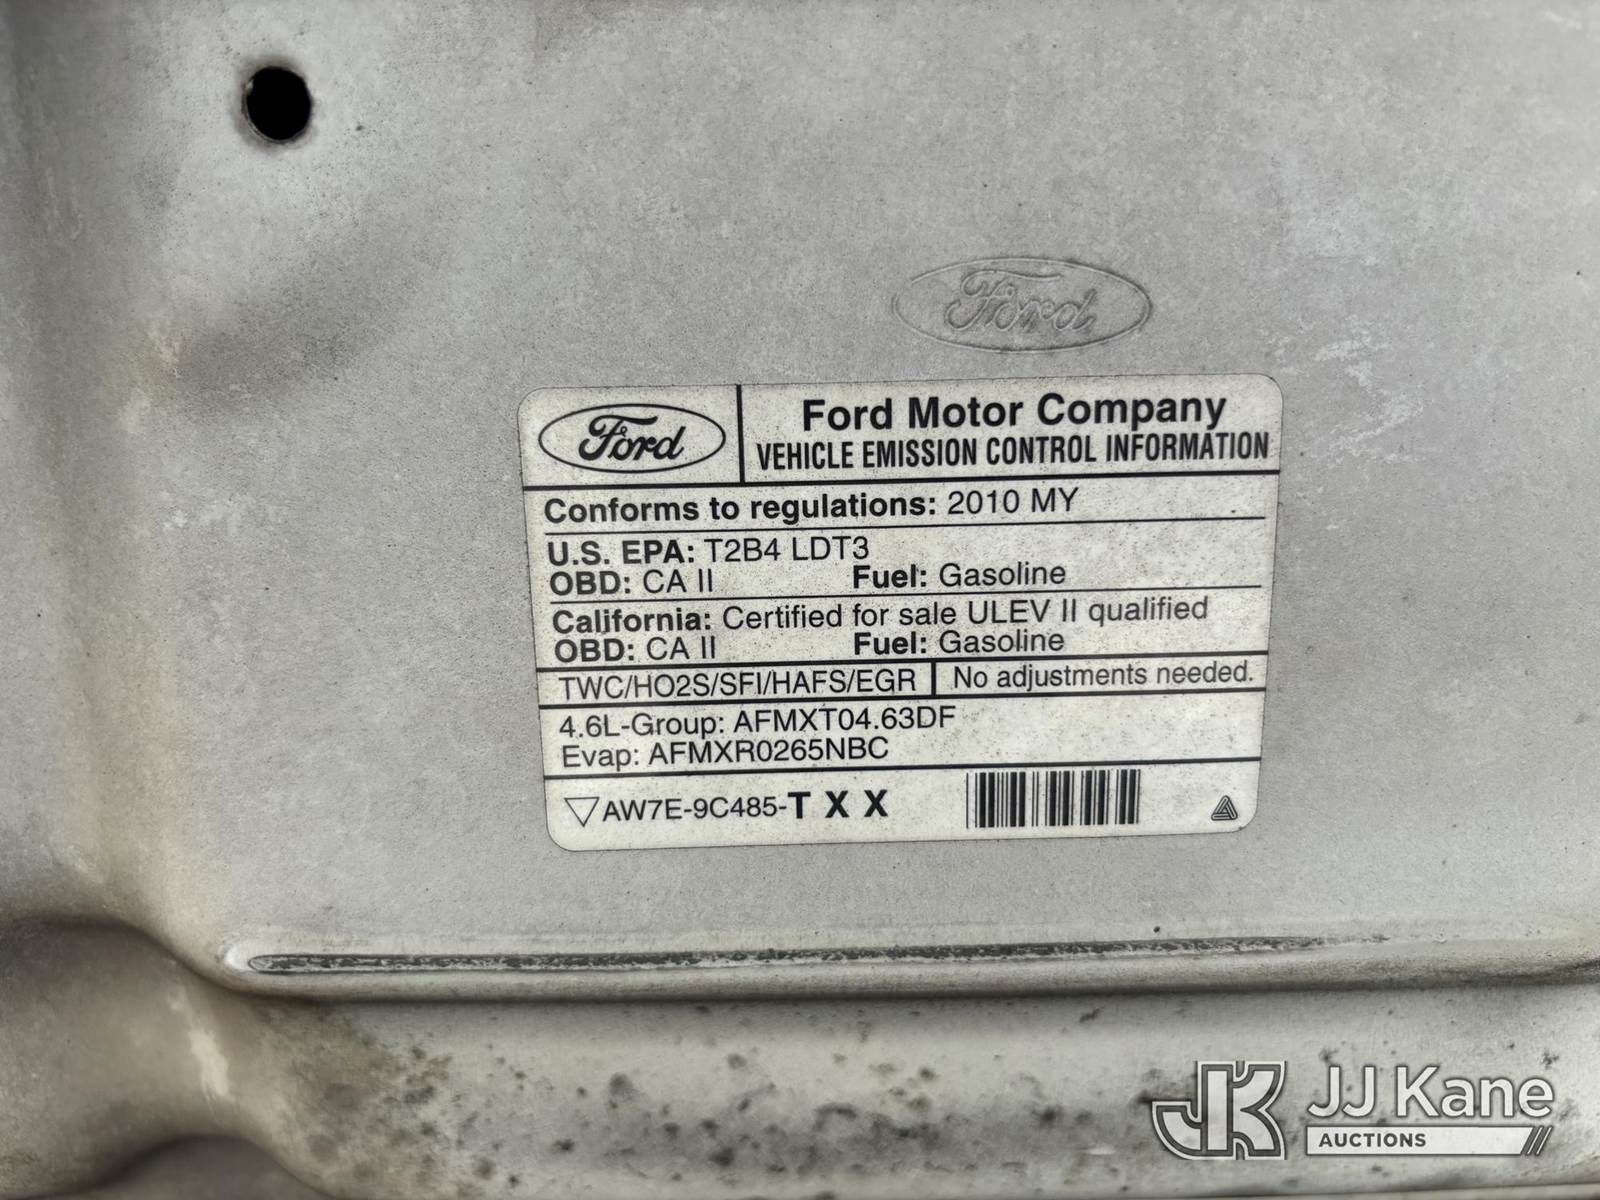 Ford
Ford
Ford Motor Company
VEHICLE EMISSION CONTROL INFORMATION
Conforms to regulations: 2010 MY
U.S. EPA: T2B4 LDT3
OBD: CA II Fuel: Gasoline
California: Certified for sale ULEV II qualified
OBD: CA II Fuel: Gasoline
TWC/HO2S/SFI/HAFS/EGR No adjustments needed.
4.6L-Group: AFMXT04.63DF
Evap: AFMXR0265NBC
AW7E-9C485-T X X
JK JJ Kane
AUCTIONS